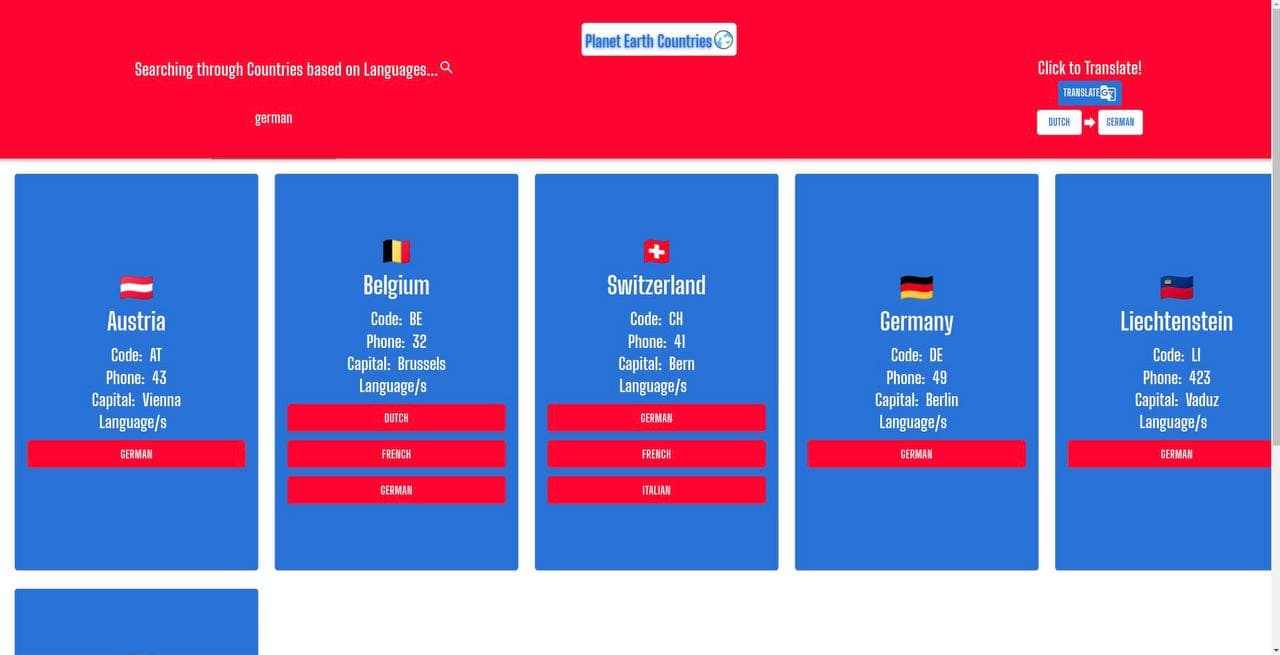 Planet Earth Countries
Searching through Countries based on Languages...
german
Click to Translate!
TRANSLATE
DUTCH
GERMAN
Austria
Code: AT
Phone: 43
Capital: Vienna
Language/s
GERMAN
Belgium
Code: BE
Phone: 32
Capital: Brussels
Language/s
DUTCH
FRENCH
GERMAN
Switzerland
Code: CH
Phone: 41
Capital: Bern
Language/s
GERMAN
FRENCH
ITALIAN
Germany
Code: DE
Phone: 49
Capital: Berlin
Language/s
GERMAN
Liechtenstein
Code: LI
Phone: 423
Capital: Vaduz
Language/s
GERMAN